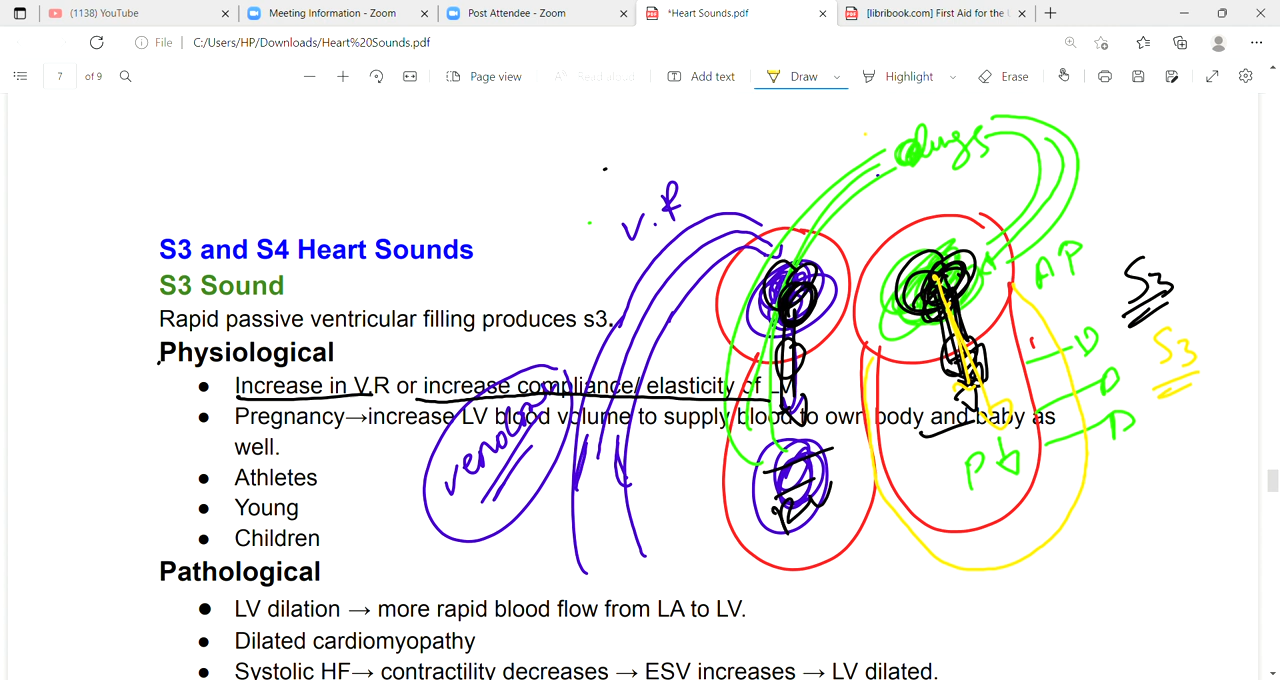 (1138) YouTube
Meeting Information - Zoom
Post Attendee - Zoom
*Heart Sounds.pdf
[libribook.com] First Aid for the
File
C:/Users/HP/Downloads/Heart%20Sounds.pdf
7 of 9
Page view
Read aloud
Add text
Draw
Highlight
Erase
V.R
S3 and S4 Heart Sounds
S3 Sound
Rapid passive ventricular filling produces s3.
Physiological
● Increase in V.R or increase compliance/ elasticity of LV
● Pregnancy→increase LV blood volume to supply blood to own body and baby as
well.
● Athletes
● Young
● Children
Pathological
● LV dilation → more rapid blood flow from LA to LV.
● Dilated cardiomyopathy
● Systolic HF→ contractility decreases → ESV increases → LV dilated.
AP
S3
S3
D
D
D
P